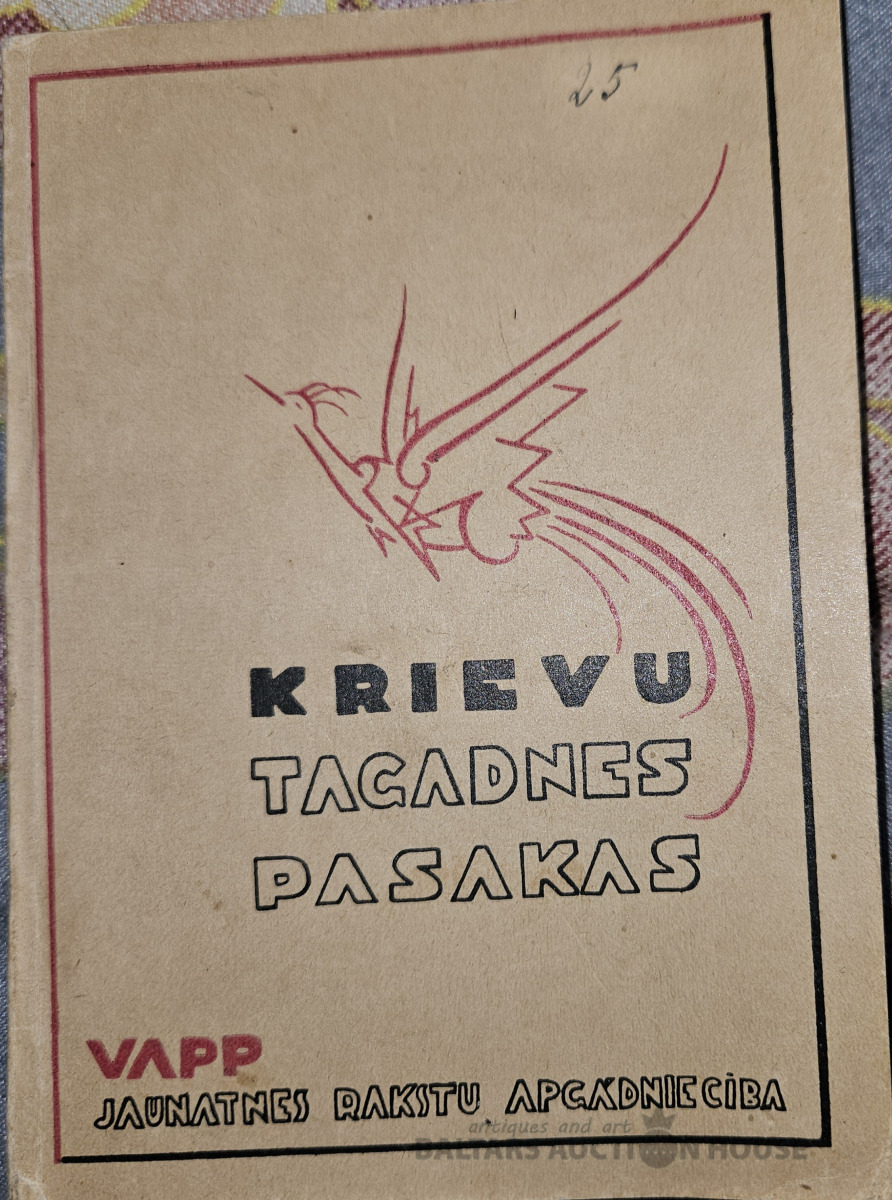 25
KRIEVU
TAGADNES
PASAKAS
VAPP
JAUNATNES RAKSTU APGĀDNIECĪBA
antiques and art
BALTARS AUCTION HOUSE